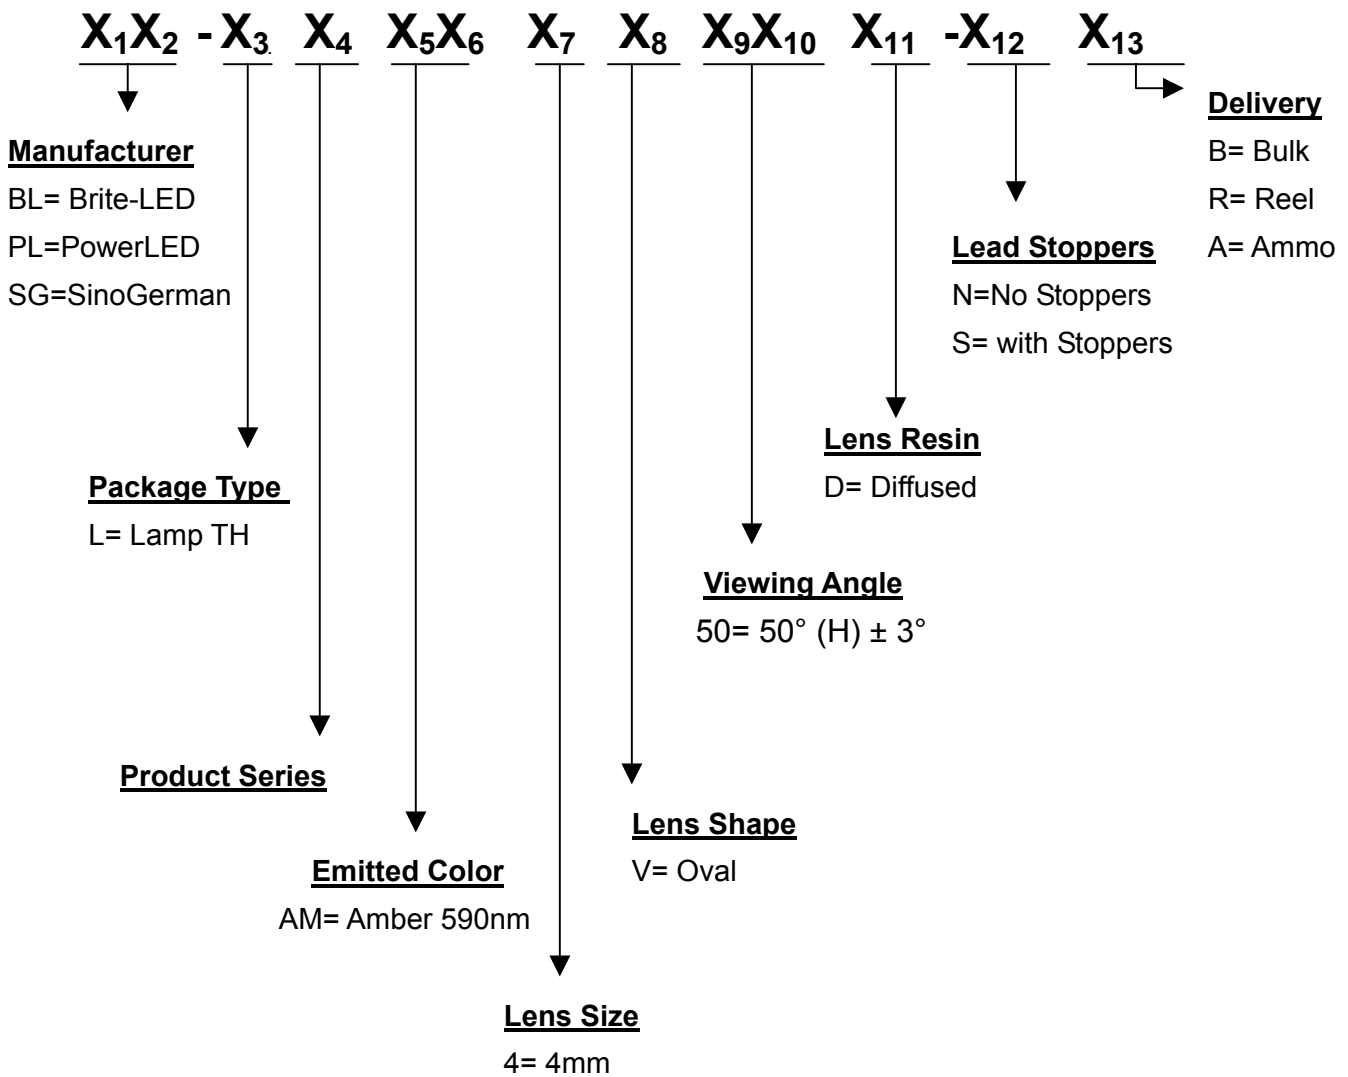 X₁X₂ - X₃ X₄ X₅X₆ X₇ X₈ X₉X₁₀ X₁₁ -X₁₂ X₁₃
Delivery
B= Bulk
R= Reel
A= Ammo
Manufacturer
BL= Brite-LED
PL=PowerLED
SG=SinoGerman
Lead Stoppers
N=No Stoppers
S= with Stoppers
Lens Resin
D= Diffused
Package Type
L= Lamp TH
Viewing Angle
50= 50° (H) ± 3°
Product Series
Lens Shape
V= Oval
Emitted Color
AM= Amber 590nm
Lens Size
4= 4mm